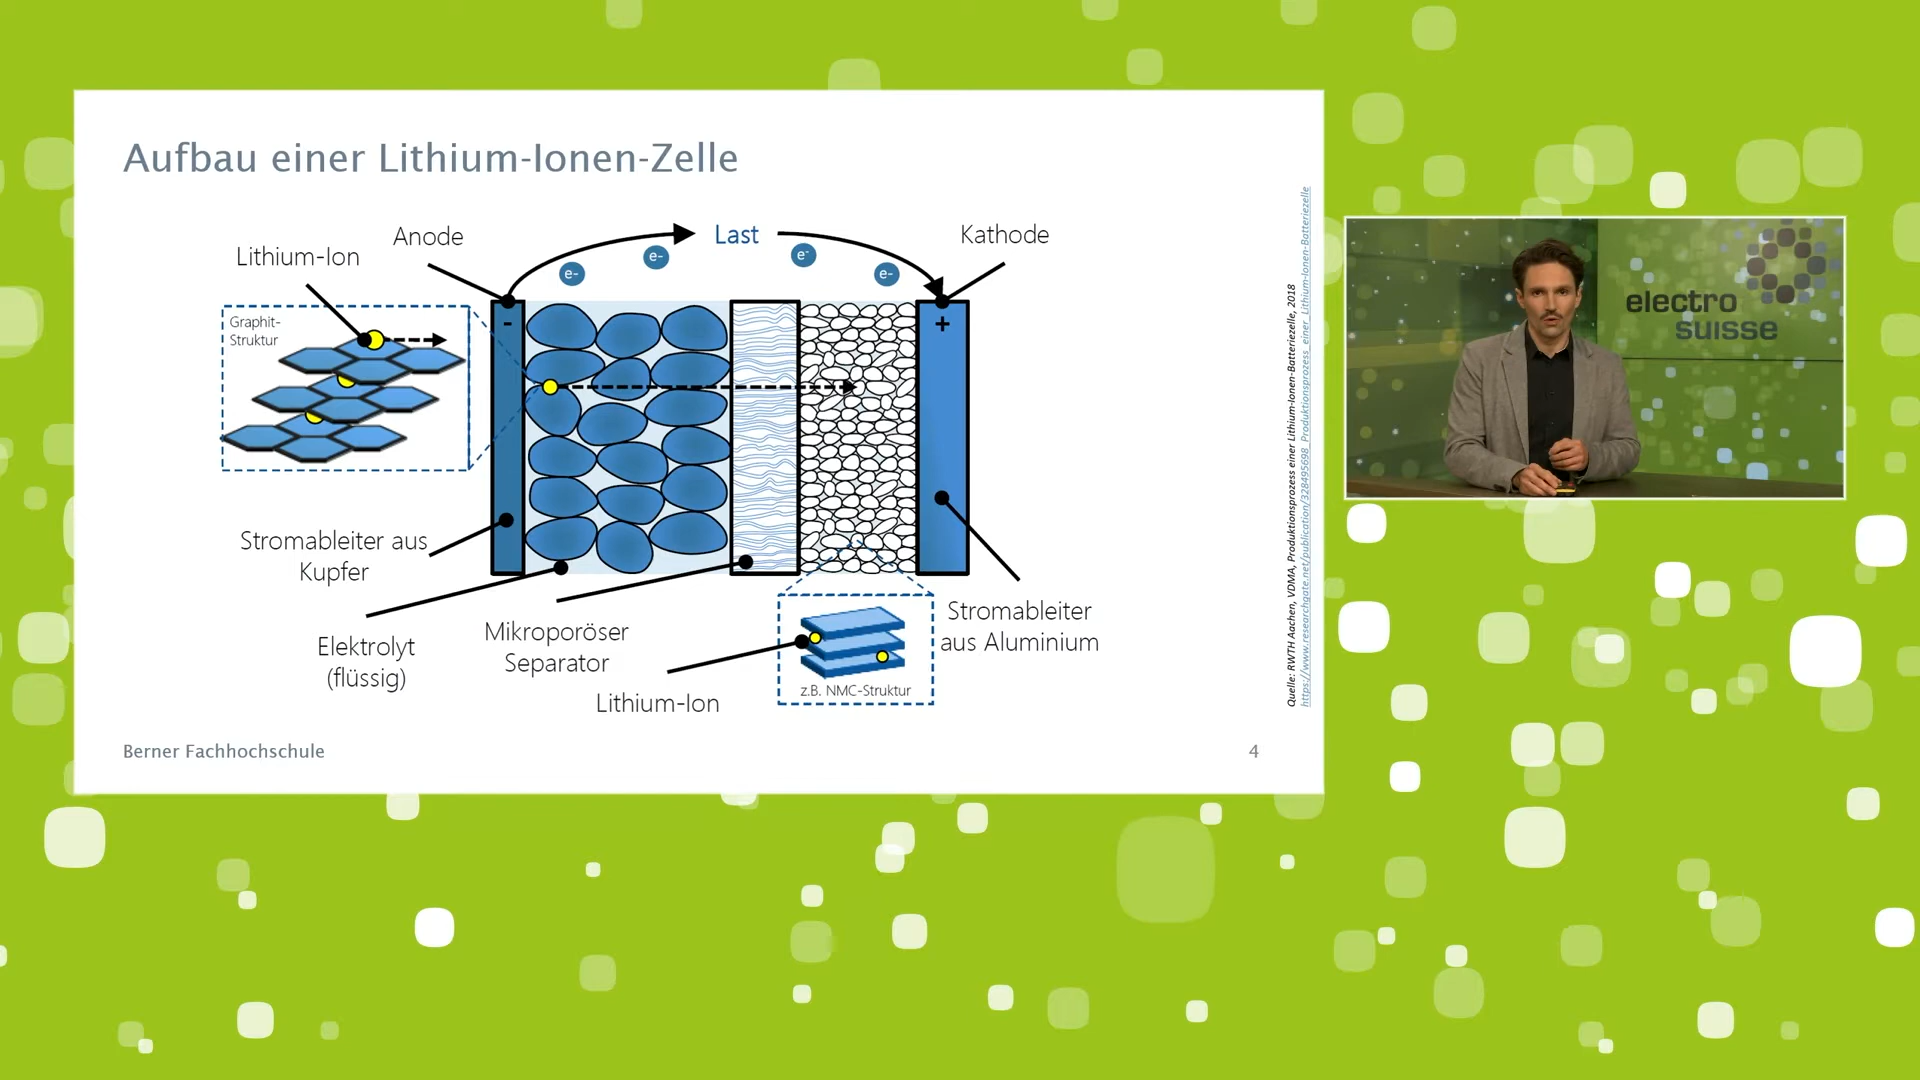 Aufbau einer Lithium-Ionen-Zelle
Anode
Last
Kathode
Lithium-Ion
e-
e-
e-
e-
Graphit-
Struktur
-
+
Stromableiter aus
Kupfer
Elektrolyt
(flüssig)
Mikroporöser
Separator
Lithium-Ion
z.B. NMC-Struktur
Stromableiter
aus Aluminium
Quelle: RWTH Aachen, VDMA, Produktionsprozess einer Lithium-Ionen-Batteriezelle, 2018
https://www.researchgate.net/publication/328495698_Produktionsprozess_einer_Lithium-Ionen-Batteriezelle
Berner Fachhochschule
4
electro
suisse